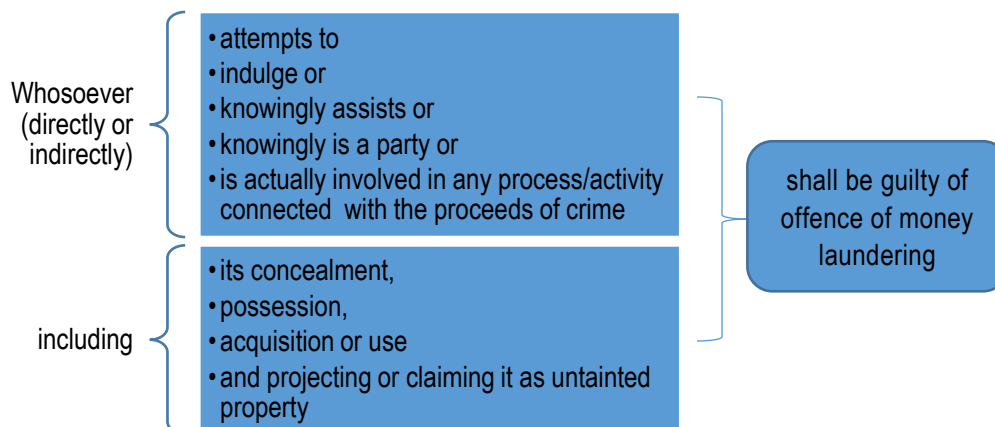 Whosoever
(directly or
indirectly)
•attempts to
•indulge or
•knowingly assists or
•knowingly is a party or
•is actually involved in any process/activity
connected with the proceeds of crime
including
•its concealment,
•possession,
•acquisition or use
•and projecting or claiming it as untainted
property
shall be guilty of
offence of money
laundering